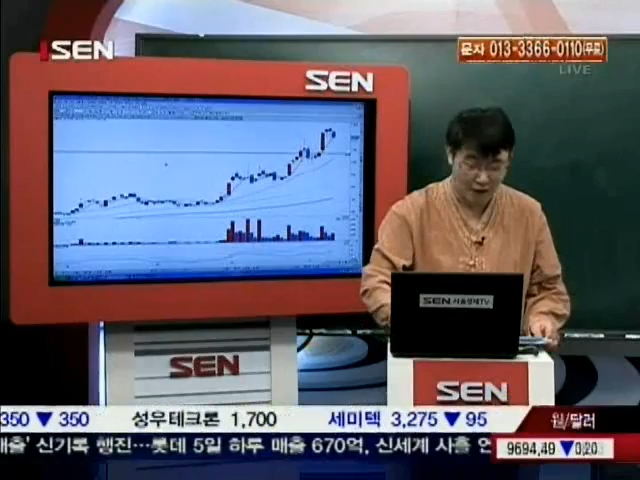 SEN
문자 013-3366-0110(무료)
LIVE
SEN
SEN
SEN 서울경제TV
SEN
350 ▼ 350 성우테크론 1,700 세미텍 3,275 ▼ 95 원/달러
매출' 신기록 행진…롯데 5일 하루 매출 670억, 신세계 사흘 연
9694,49 ▼ 0,20